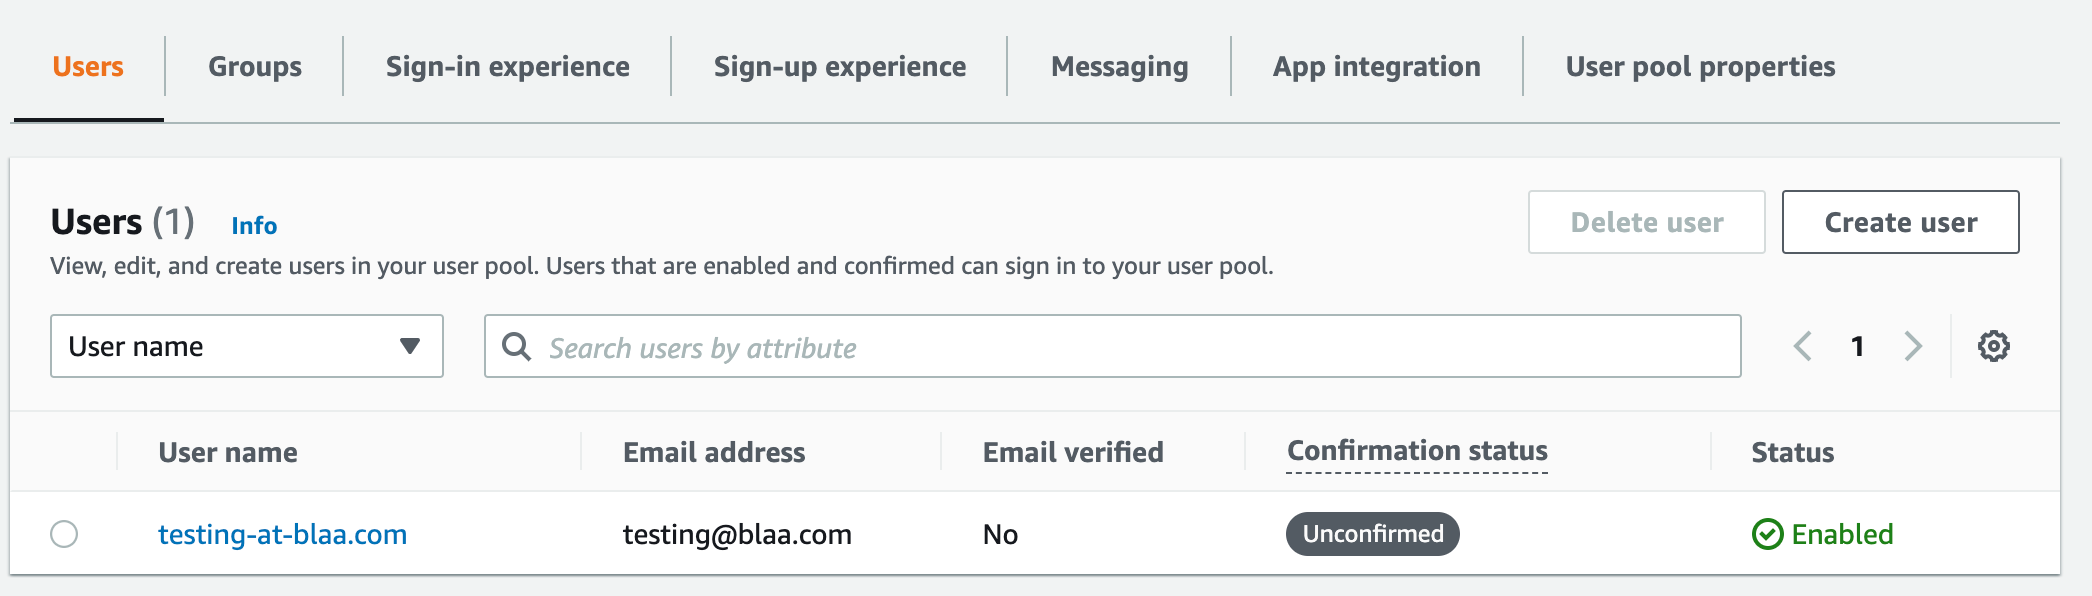 Users
Groups
Sign-in experience
Sign-up experience
Messaging
App integration
User pool properties
Users (1) Info
Delete user
Create user
View, edit, and create users in your user pool. Users that are enabled and confirmed can sign in to your user pool.
User name
Search users by attribute
1
User name
Email address
Email verified
Confirmation status
Status
testing-at-blaa.com
testing@blaa.com
No
Unconfirmed
Enabled